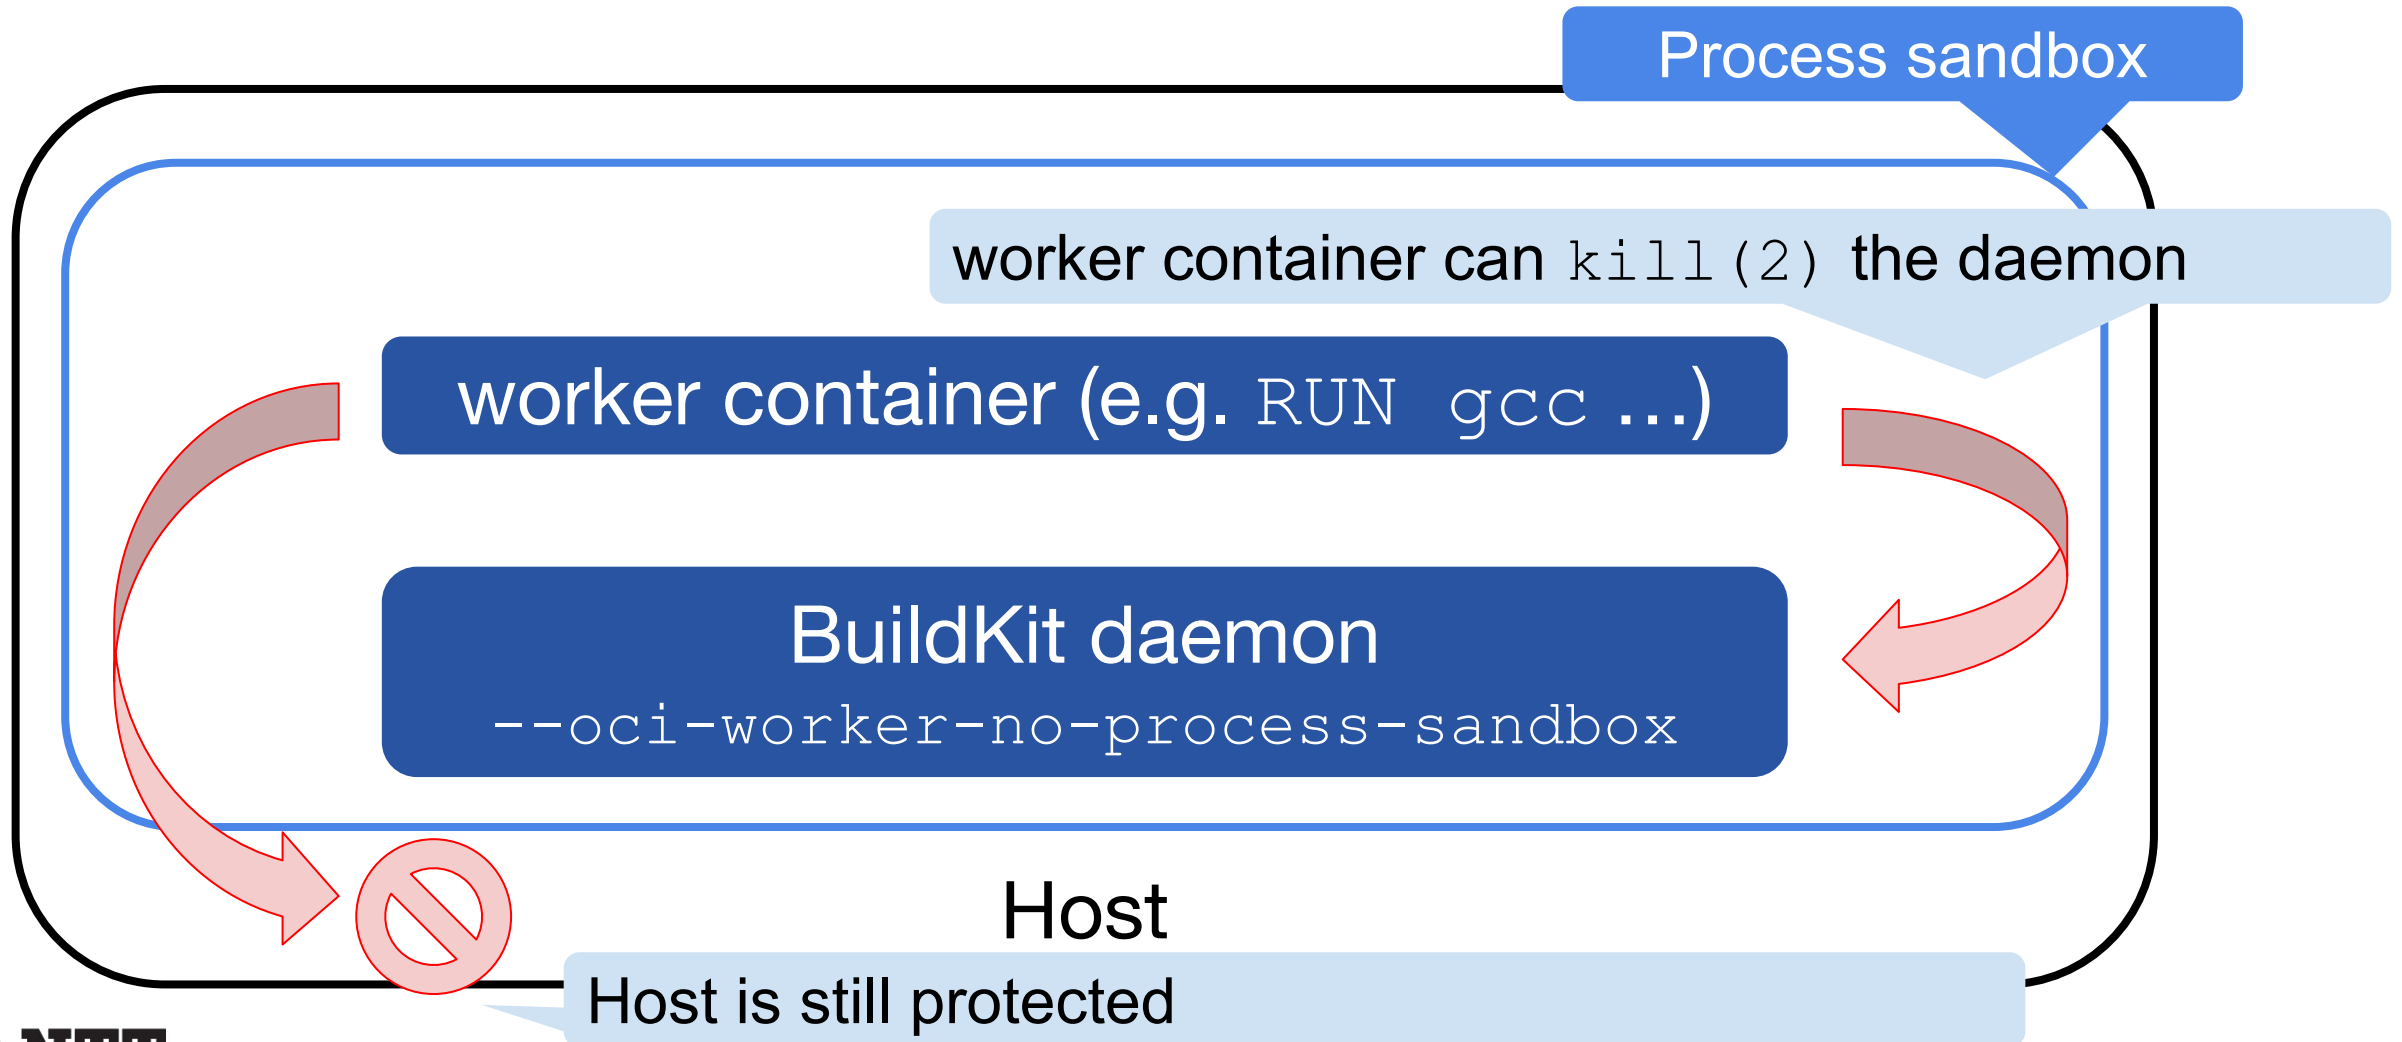 Process sandbox
worker container can kill(2) the daemon
worker container (e.g. RUN gcc ...)
BuildKit daemon
--oci-worker-no-process-sandbox
Host
Host is still protected
NTT